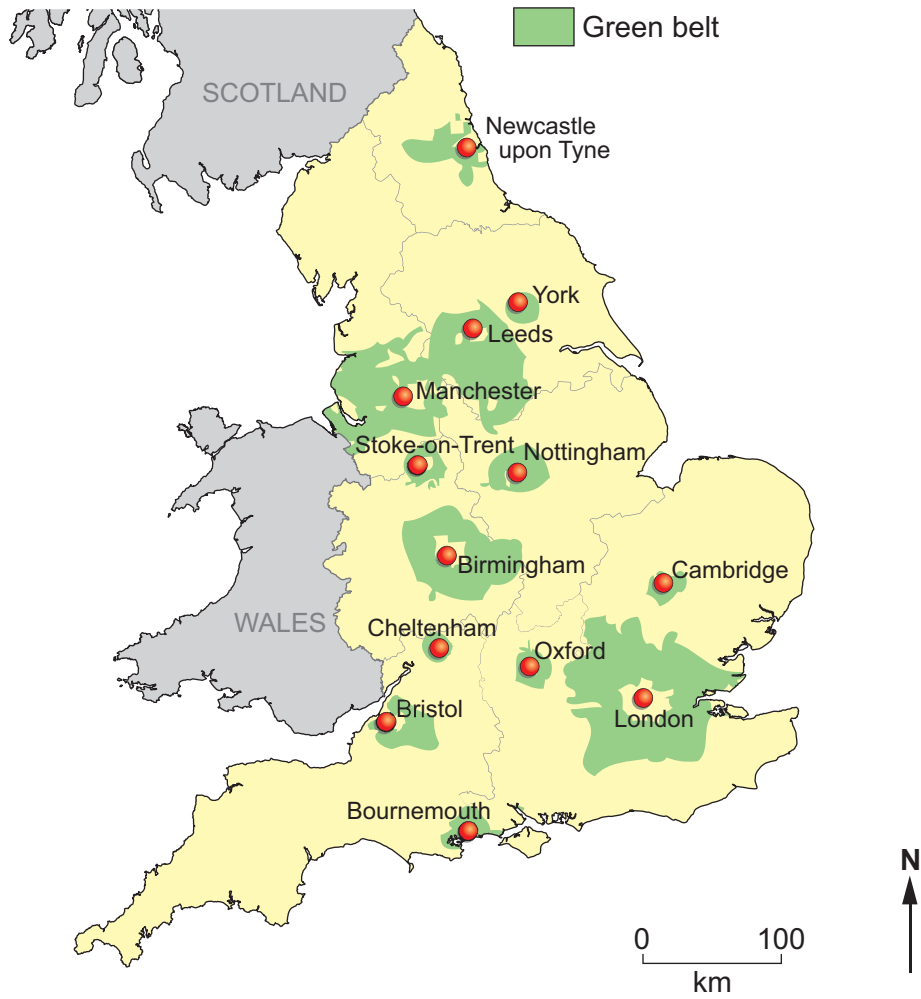 Green belt
SCOTLAND
Newcastle
upon Tyne
York
Leeds
Manchester
Stoke-on-Trent
Nottingham
Birmingham
Cambridge
WALES
Cheltenham
Oxford
Bristol
London
Bournemouth
N
0 100
km